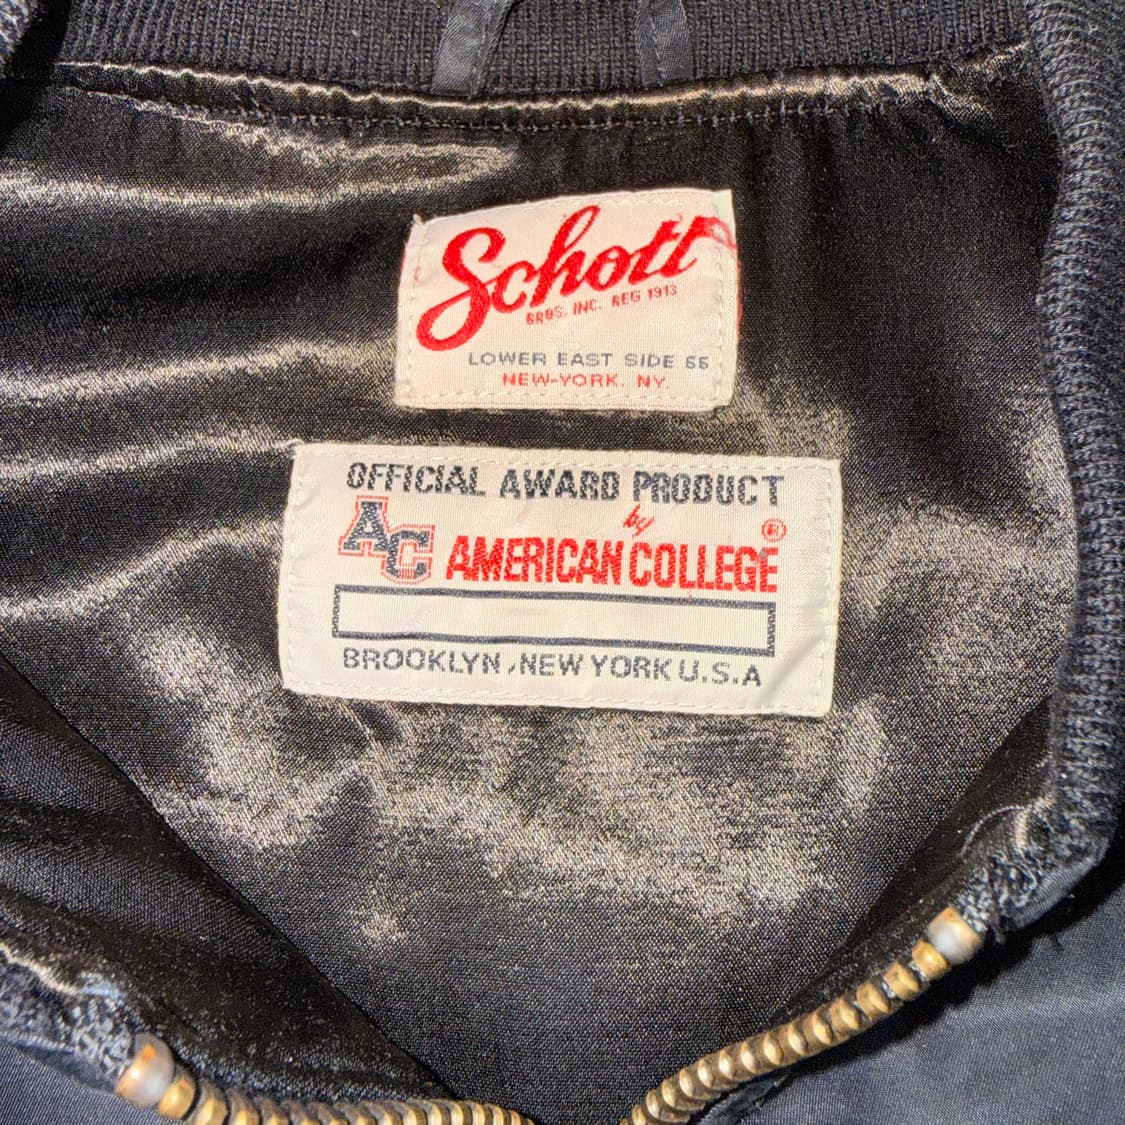 Schott
BROS. INC. REG 1913
LOWER EAST SIDE 66
NEW-YORK. NY.
OFFICIAL AWARD PRODUCT
by
AC AMERICAN COLLEGE ®
BROOKLYN, NEW YORK U.S.A